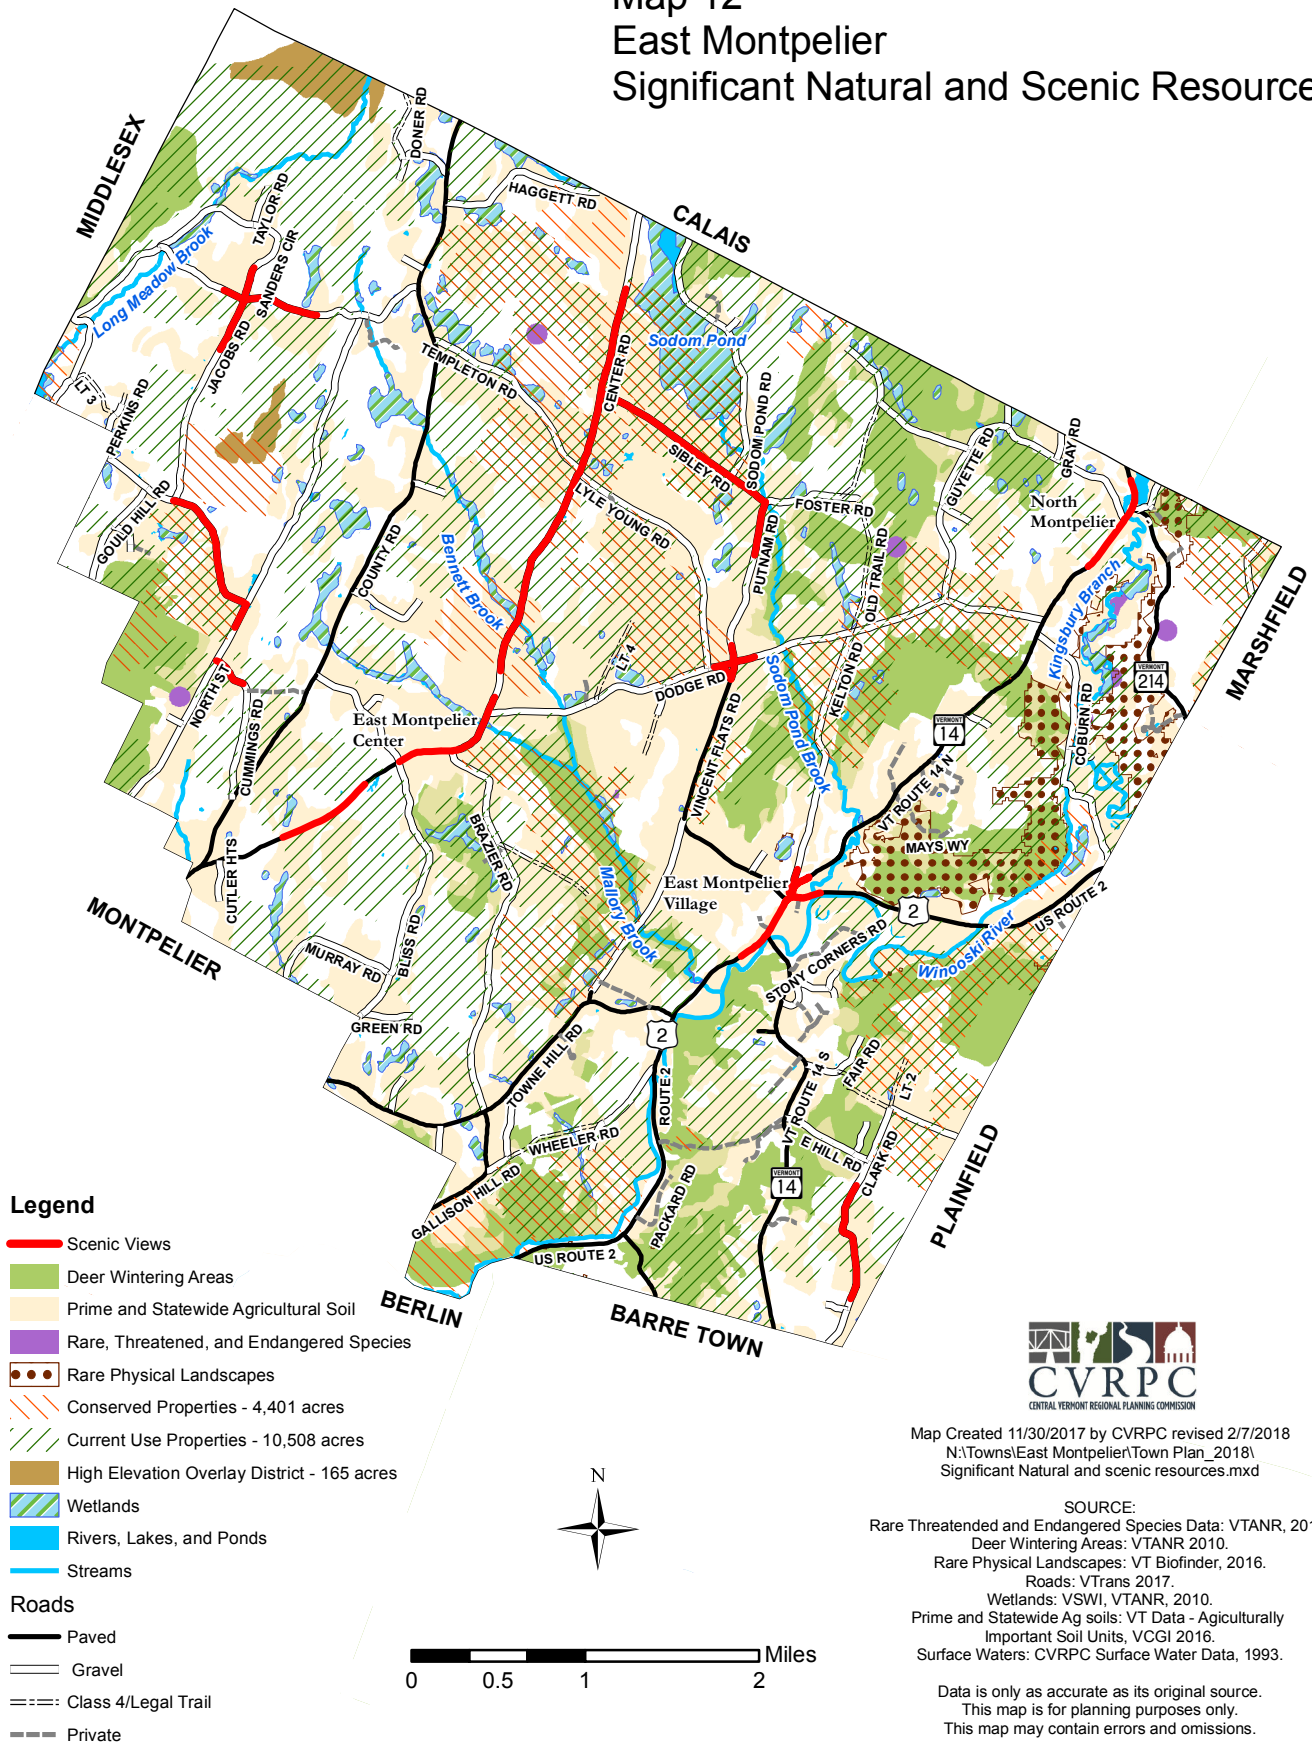 Map 12
East Montpelier
Significant Natural and Scenic Resource
MIDDLESEX
CALAIS
MARSHFIELD
PLAINFIELD
BARRE TOWN
BERLIN
MONTPELIER
DONER RD
HAGGETT RD
TAYLOR RD
SANDERS CIR
Long Meadow Brook
JACOBS RD
LT 3
PERKINS RD
GOULD HILL RD
TEMPLETON RD
CENTER RD
Sodom Pond
SODOM POND RD
SIBLEY RD
LYLE YOUNG RD
PUTNAM RD
FOSTER RD
OLD TRAIL RD
GUYETTE RD
GRAY RD
North
Montpelier
Kingsbury Branch
COUNTY RD
Bennett Brook
LT 4
DODGE RD
Sodom Pond Brook
KELTON RD
VERMONT
214
COBURN RD
VERMONT
14
VT ROUTE 14 N
MAYS WY
NORTH ST
CUMMINGS RD
East Montpelier
Center
VINCENT FLATS RD
CUTLER HTS
BRAZIER RD
BLISS RD
MURRAY RD
GREEN RD
Mallory Brook
East Montpelier
Village
2
US ROUTE 2
Winooski River
STONY CORNERS RD
2
ROUTE 2
TOWNE HILL RD
WHEELER RD
GALLISON HILL RD
US ROUTE 2
PACKARD RD
VT ROUTE 14 S
FAIR RD
LT 2
E HILL RD
CLARK RD
VERMONT
14
Legend
Scenic Views
Deer Wintering Areas
Prime and Statewide Agricultural Soil
Rare, Threatened, and Endangered Species
Rare Physical Landscapes
Conserved Properties - 4,401 acres
Current Use Properties - 10,508 acres
High Elevation Overlay District - 165 acres
Wetlands
Rivers, Lakes, and Ponds
Streams
Roads
Paved
Gravel
Class 4/Legal Trail
Private
N
Miles
0 0.5 1 2
CVRPC
CENTRAL VERMONT REGIONAL PLANNING COMMISSION
Map Created 11/30/2017 by CVRPC revised 2/7/2018
N:\Towns\East Montpelier\Town Plan_2018\
Significant Natural and scenic resources.mxd
SOURCE:
Rare Threatended and Endangered Species Data: VTANR, 201
Deer Wintering Areas: VTANR 2010.
Rare Physical Landscapes: VT Biofinder, 2016.
Roads: VTrans 2017.
Wetlands: VSWI, VTANR, 2010.
Prime and Statewide Ag soils: VT Data - Agiculturally
Important Soil Units, VCGI 2016.
Surface Waters: CVRPC Surface Water Data, 1993.
Data is only as accurate as its original source.
This map is for planning purposes only.
This map may contain errors and omissions.